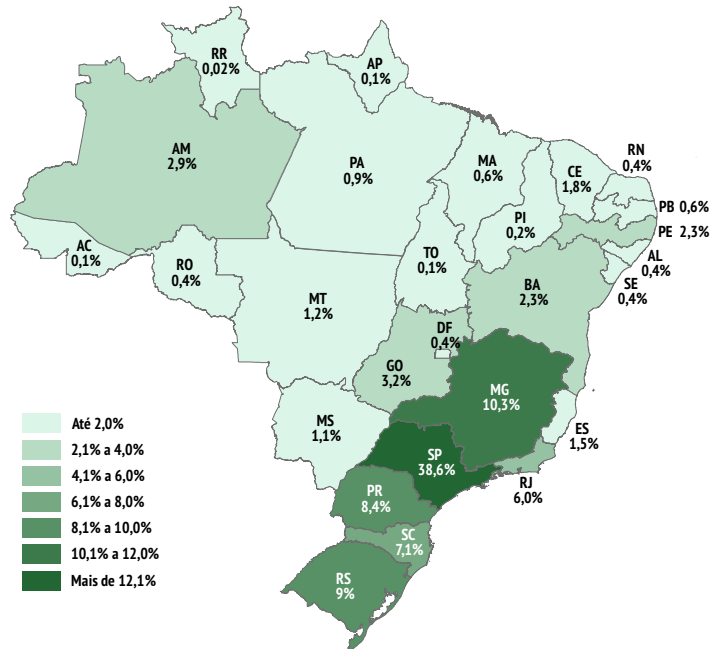 RR
0,02%
AP
0,1%
AM
2,9%
PA
0,9%
MA
0,6%
CE
1,8%
RN
0,4%
PB 0,6%
PE 2,3%
PI
0,2%
AL
0,4%
SE
0,4%
AC
0,1%
RO
0,4%
TO
0,1%
BA
2,3%
MT
1,2%
DF
0,4%
GO
3,2%
MG
10,3%
MS
1,1%
ES
1,5%
SP
38,6%
RJ
6,0%
PR
8,4%
SC
7,1%
RS
9%
Até 2,0%
2,1% a 4,0%
4,1% a 6,0%
6,1% a 8,0%
8,1% a 10,0%
10,1% a 12,0%
Mais de 12,1%